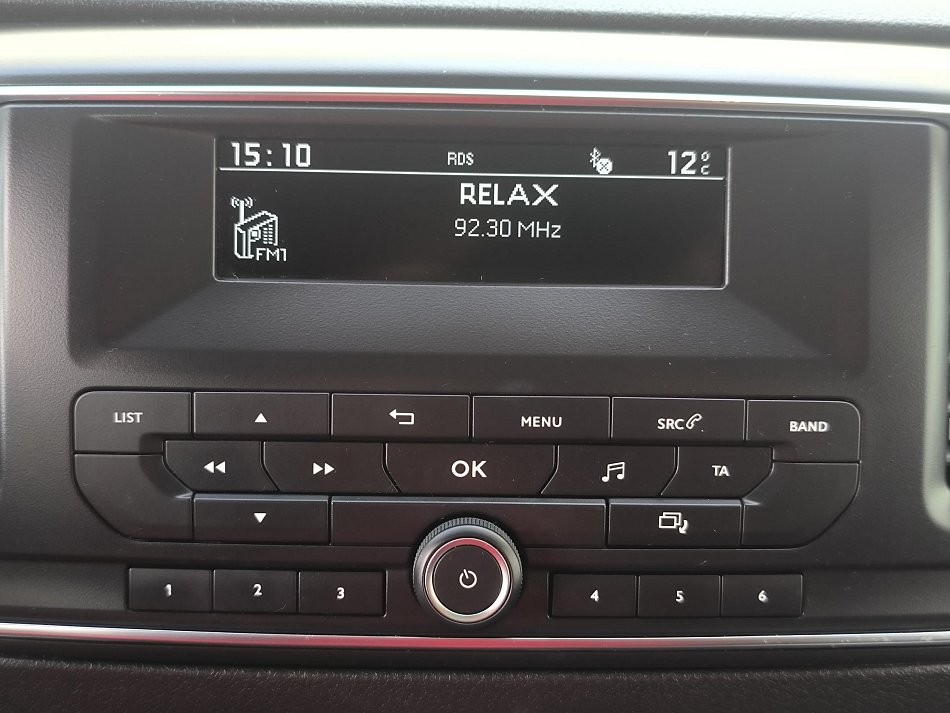 15:10 RDS 12°C
RELAX
92.30 MHz
FM1
LIST MENU SRC BAND
OK TA
1 2 3 4 5 6